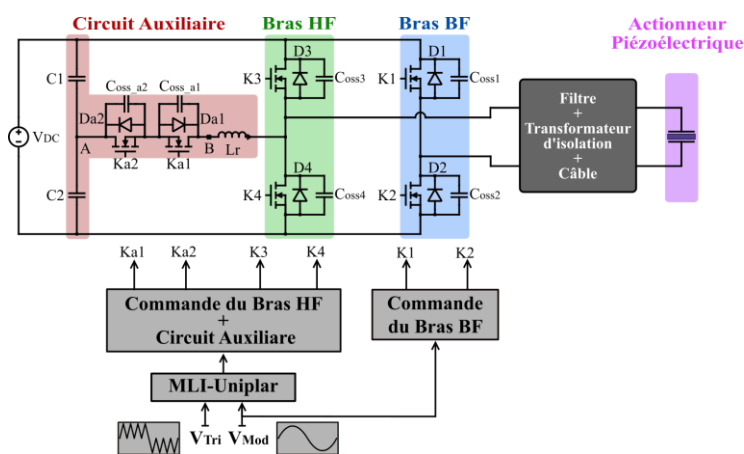 Circuit Auxiliaire
Bras HF
Bras BF
Actionneur
Piézoélectrique
D3
D1
C1
Coss_a2
Coss_a1
K3
Coss3
K1
Coss1
Da2
Da1
VDC
A
B
Lr
Ka2
Ka1
Filtre
+
Transformateur
d'isolation
+
Câble
D4
D2
C2
K4
Coss4
K2
Coss2
Ka1
Ka2
K3
K4
K1
K2
Commande du Bras HF
+
Circuit Auxiliare
Commande
du Bras BF
MLI-Uniplar
VTri
VMod